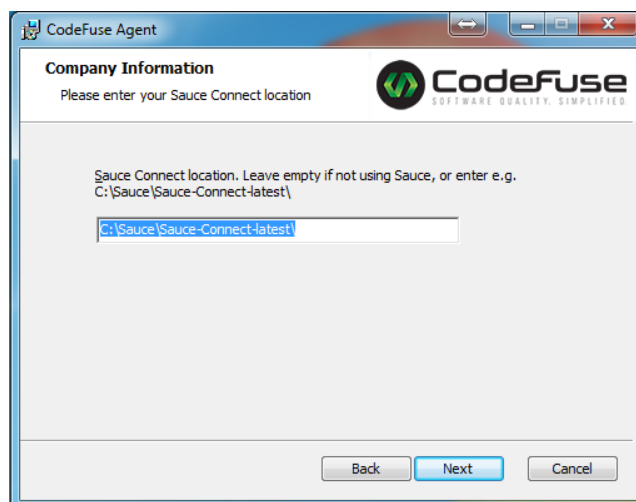 CodeFuse Agent
Company Information
Please enter your Sauce Connect location
CODEFUSE
SOFTWARE QUALITY. SIMPLIFIED.
Sauce Connect location. Leave empty if not using Sauce, or enter e.g.
C:\Sauce\Sauce-Connect-latest\
C:\Sauce\Sauce-Connect-latest\
Back
Next
Cancel